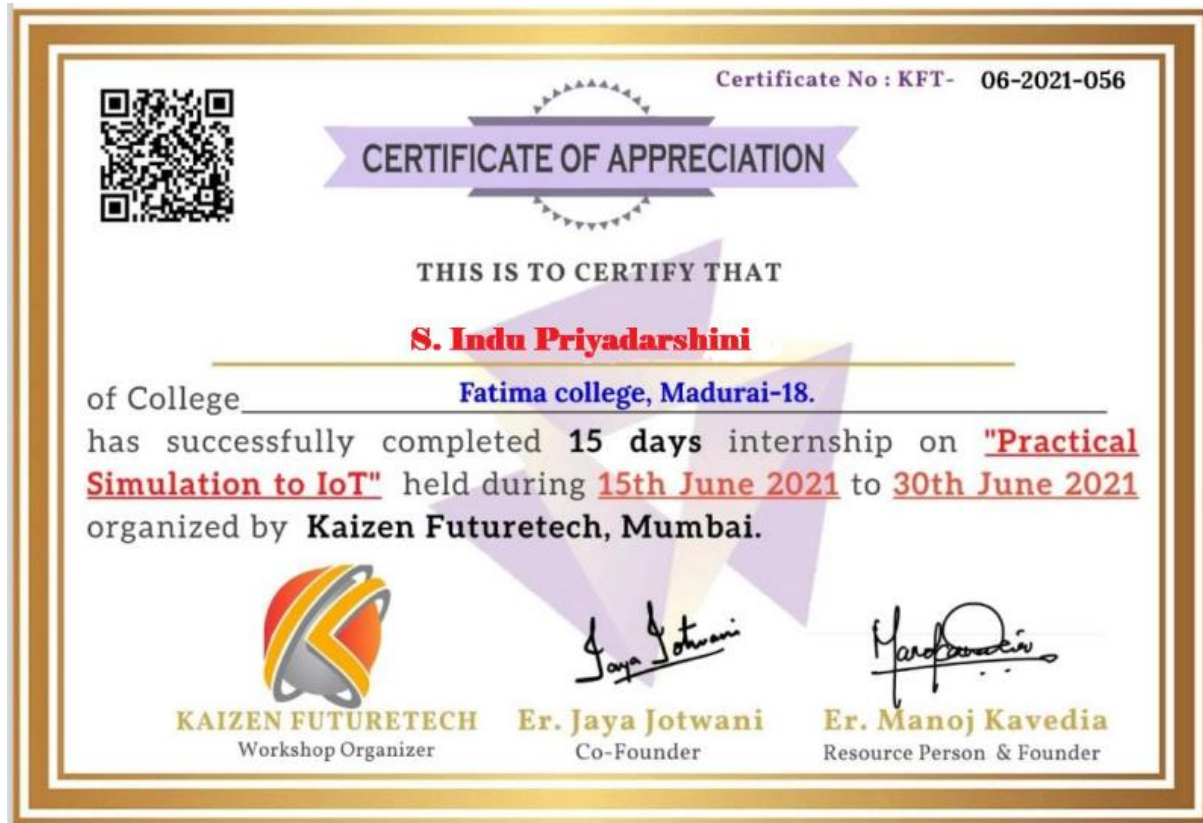 Certificate No : KFT- 06-2021-056
CERTIFICATE OF APPRECIATION
THIS IS TO CERTIFY THAT
S. Indu Priyadarshini
of College Fatima college, Madurai-18.
has successfully completed 15 days internship on "Practical
Simulation to IoT" held during 15th June 2021 to 30th June 2021
organized by Kaizen Futuretech, Mumbai.
Jaya Jotwani
KAIZEN FUTURETECH Er. Jaya Jotwani Er. Manoj Kavedia
Workshop Organizer Co-Founder Resource Person & Founder